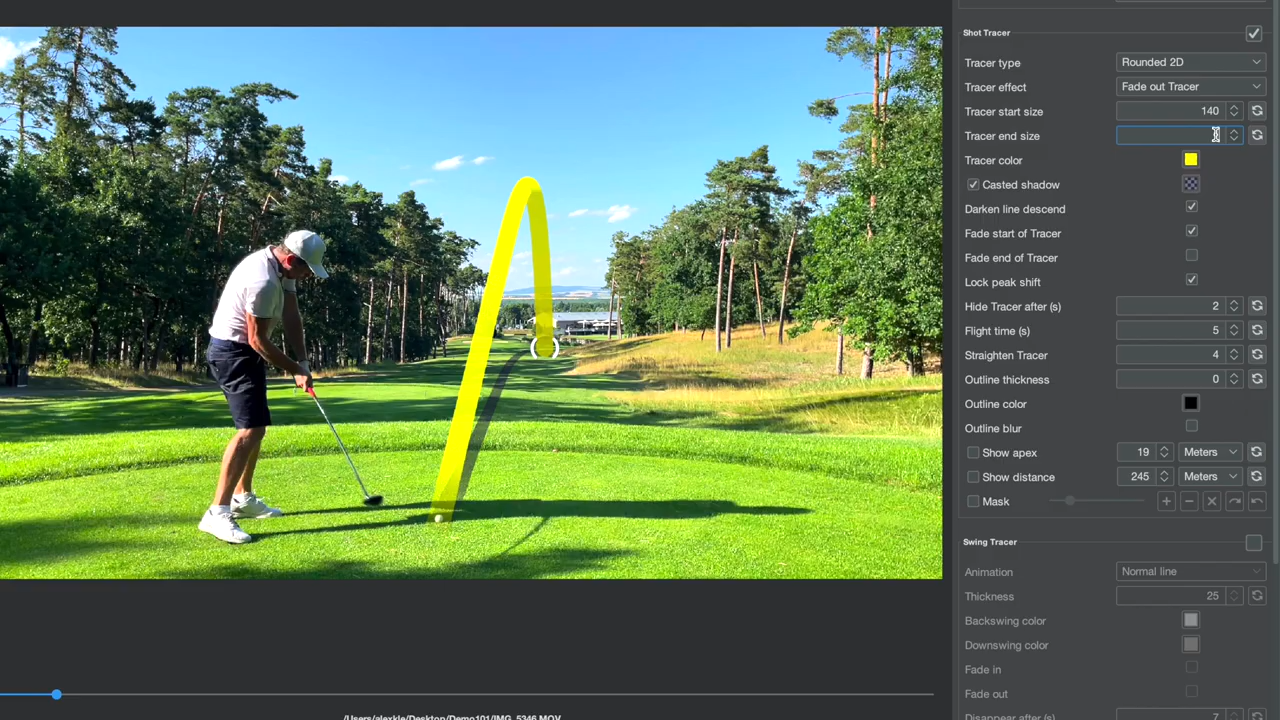 Shot Tracer
Tracer type Rounded 2D
Tracer effect Fade out Tracer
Tracer start size 140
Tracer end size
Tracer color
Casted shadow
Darken line descend
Fade start of Tracer
Fade end of Tracer
Lock peak shift
Hide Tracer after (s) 2
Flight time (s) 5
Straighten Tracer 4
Outline thickness 0
Outline color
Outline blur
Show apex 19 Meters
Show distance 245 Meters
Mask
Swing Tracer
Animation Normal line
Thickness 25
Backswing color
Downswing color
Fade in
Fade out
Disappear after (s) 7
/Users/alexkle/Desktop/Demo101/IMG_5346.MOV